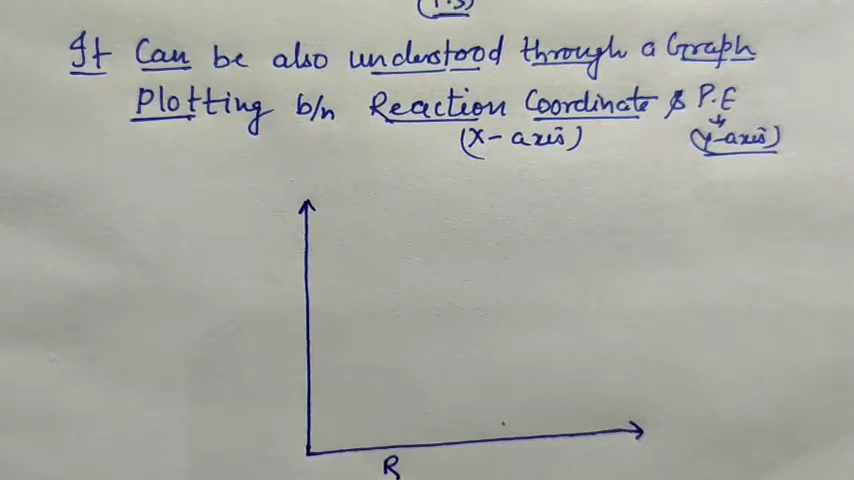 (T.S)
It Can be also understood through a Graph
Plotting b/n Reaction Coordinate & P.E
(X-axis) (Y-axis)
R